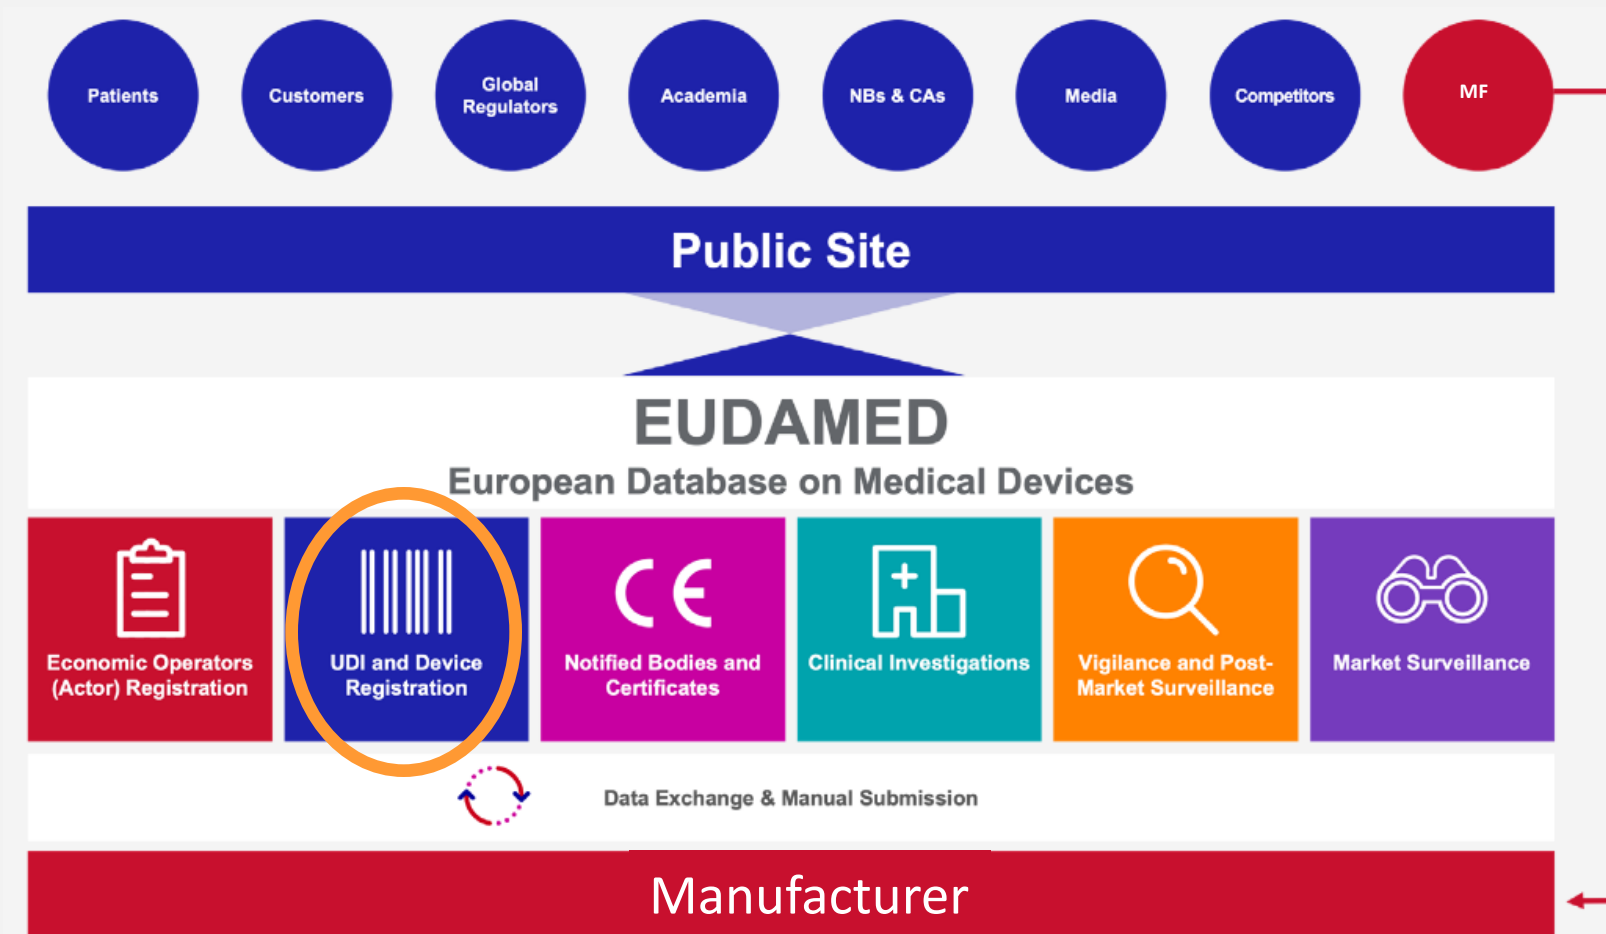 Patients
Customers
Global
Regulators
Academia
NBs & CAs
Media
Competitors
MF
Public Site
EUDAMED
European Database on Medical Devices
Economic Operators
(Actor) Registration
UDI and Device
Registration
CE
Notified Bodies and
Certificates
Clinical Investigations
Vigilance and Post-
Market Surveillance
Market Surveillance
Data Exchange & Manual Submission
Manufacturer